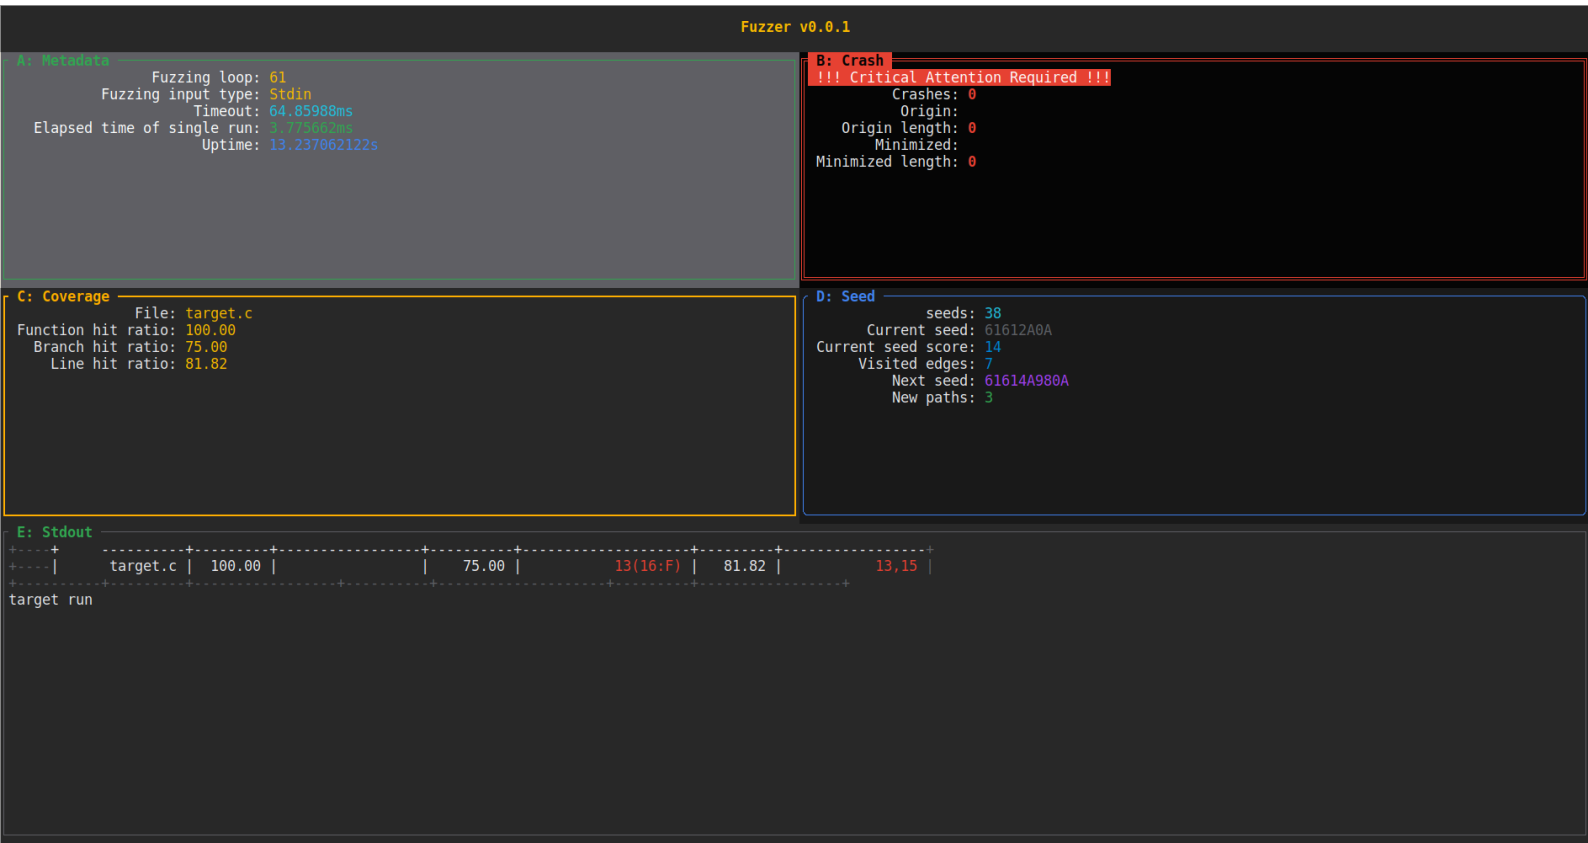 Fuzzer v0.0.1
A: Metadata
Fuzzing loop: 61
Fuzzing input type: Stdin
Timeout: 64.85988ms
Elapsed time of single run: 3.775662ms
Uptime: 13.237062122s
B: Crash
!!! Critical Attention Required !!!
Crashes: 0
Origin:
Origin length: 0
Minimized:
Minimized length: 0
C: Coverage
File: target.c
Function hit ratio: 100.00
Branch hit ratio: 75.00
Line hit ratio: 81.82
D: Seed
seeds: 38
Current seed: 61612A0A
Current seed score: 14
Visited edges: 7
Next seed: 61614A980A
New paths: 3
E: Stdout
+----+     ----------+---------+-----------------+----------+--------------------+---------+-----------------+
+----|      target.c |  100.00 |                 |    75.00 |           13(16:F) |   81.82 |           13,15 |
+----------+---------+-----------------+----------+--------------------+---------+-----------------+
target run